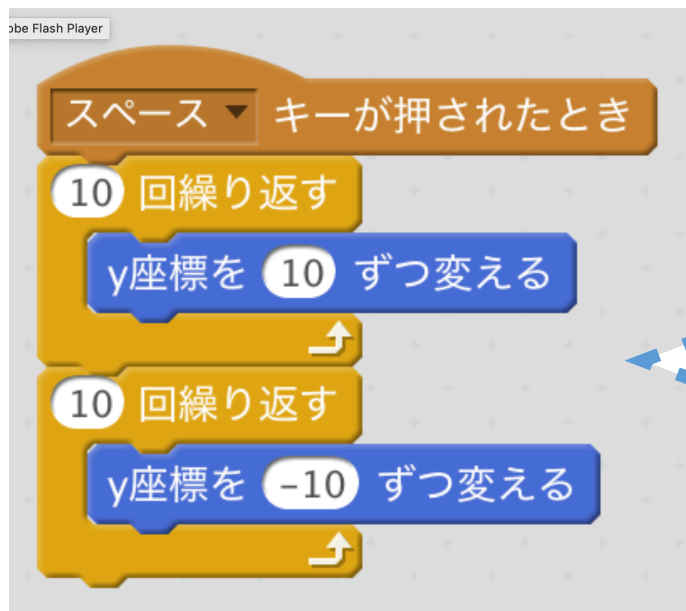 obe Flash Player
スペース キーが押されたとき
10 回繰り返す
y座標を 10 ずつ変える
10 回繰り返す
y座標を -10 ずつ変える